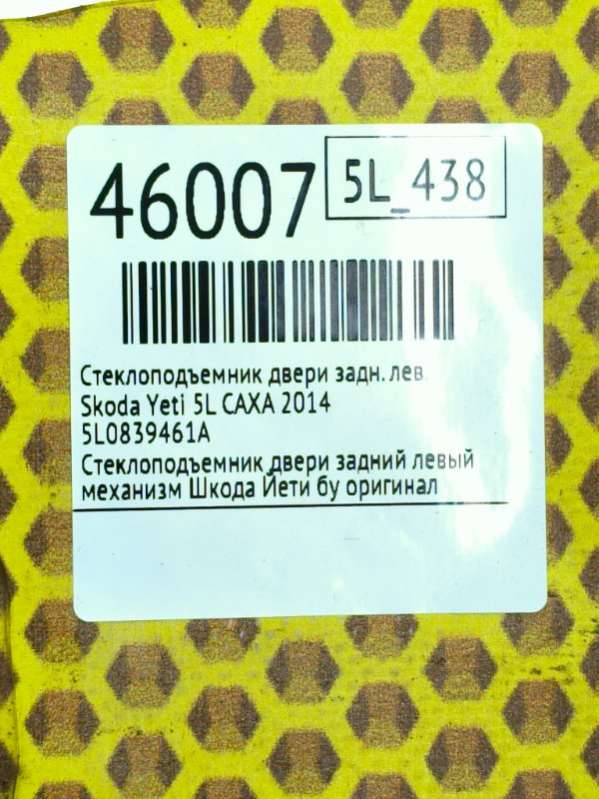 46007
5L_438
Стеклоподъемник двери задн. лев
Skoda Yeti 5L CAXA 2014
5L0839461A
Стеклоподъемник двери задний левый
механизм Шкода Йети бу оригинал